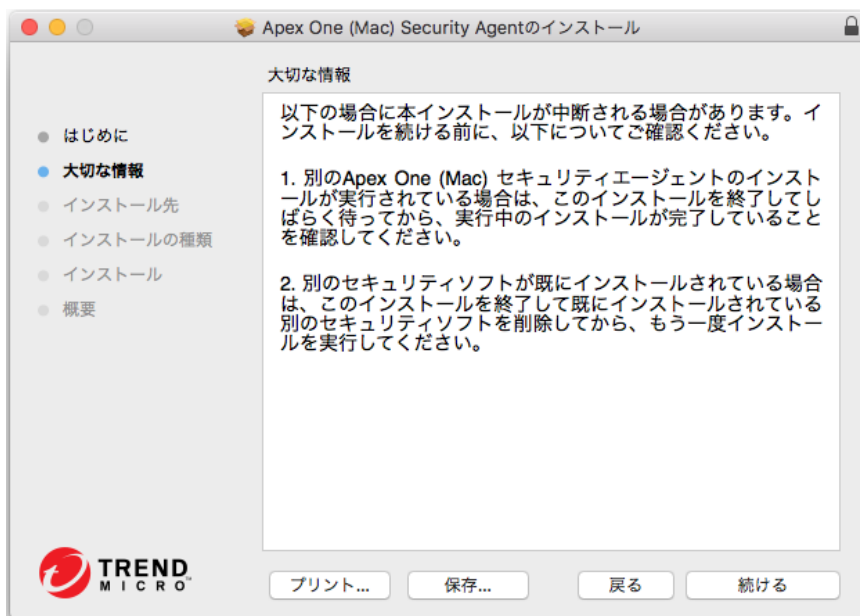 Apex One (Mac) Security Agentのインストール
大切な情報
はじめに
大切な情報
インストール先
インストールの種類
インストール
概要
以下の場合に本インストールが中断される場合があります。イ
ンストールを続ける前に、以下についてご確認ください。
1. 別のApex One (Mac) セキュリティエージェントのインスト
ールが実行されている場合は、このインストールを終了してし
ばらく待ってから、実行中のインストールが完了していること
を確認してください。
2. 別のセキュリティソフトが既にインストールされている場合
は、このインストールを終了して既にインストールされている
別のセキュリティソフトを削除してから、もう一度インストー
ルを実行してください。
TREND
MICRO™
プリント...
保存...
戻る
続ける